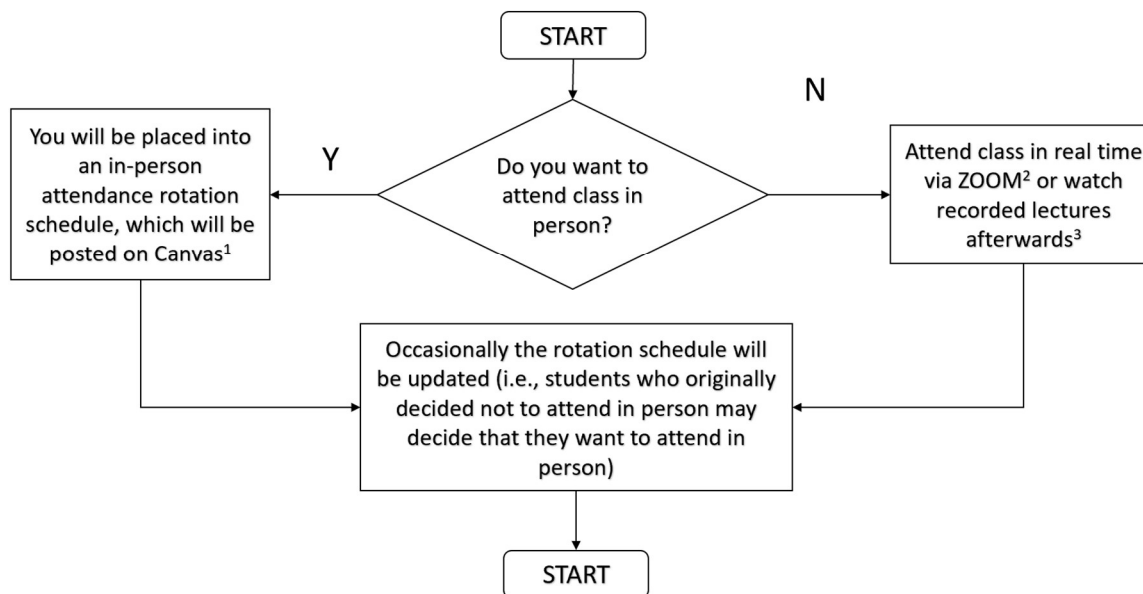 START
N
Y
You will be placed into
an in-person
attendance rotation
schedule, which will be
posted on Canvas¹
Do you want to
attend class in
person?
Attend class in real time
via ZOOM² or watch
recorded lectures
afterwards³
Occasionally the rotation schedule will
be updated (i.e., students who originally
decided not to attend in person may
decide that they want to attend in
person)
START